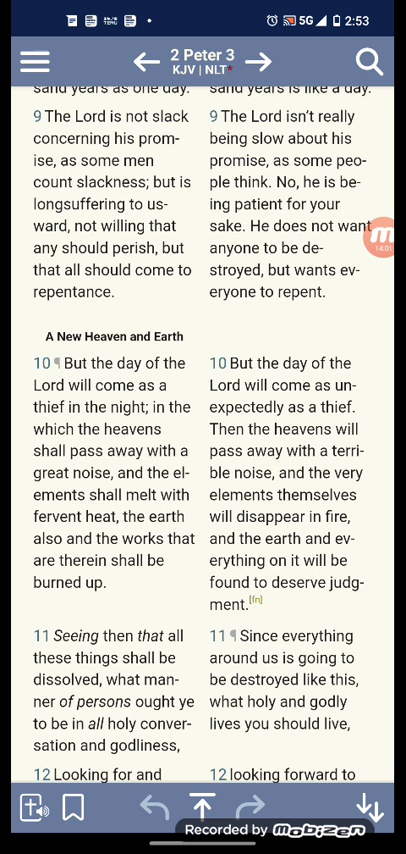 5G 2:53
2 Peter 3
KJV | NLT*
sand years as one day.
9 The Lord is not slack
concerning his prom-
ise, as some men
count slackness; but is
longsuffering to us-
ward, not willing that
any should perish, but
that all should come to
repentance.
A New Heaven and Earth
10 ¶ But the day of the
Lord will come as a
thief in the night; in the
which the heavens
shall pass away with a
great noise, and the el-
ements shall melt with
fervent heat, the earth
also and the works that
are therein shall be
burned up.
11 Seeing then that all
these things shall be
dissolved, what man-
ner of persons ought ye
to be in all holy conver-
sation and godliness,
12 Looking for and
sand years is like a day.
9 The Lord isn’t really
being slow about his
promise, as some peo-
ple think. No, he is be-
ing patient for your
sake. He does not want
anyone to be de-
stroyed, but wants ev-
eryone to repent.
10 But the day of the
Lord will come as un-
expectedly as a thief.
Then the heavens will
pass away with a terri-
ble noise, and the very
elements themselves
will disappear in fire,
and the earth and ev-
erything on it will be
found to deserve judg-
ment.[fn]
11 ¶ Since everything
around us is going to
be destroyed like this,
what holy and godly
lives you should live,
12 looking forward to
m
14:01
Recorded by mobizen